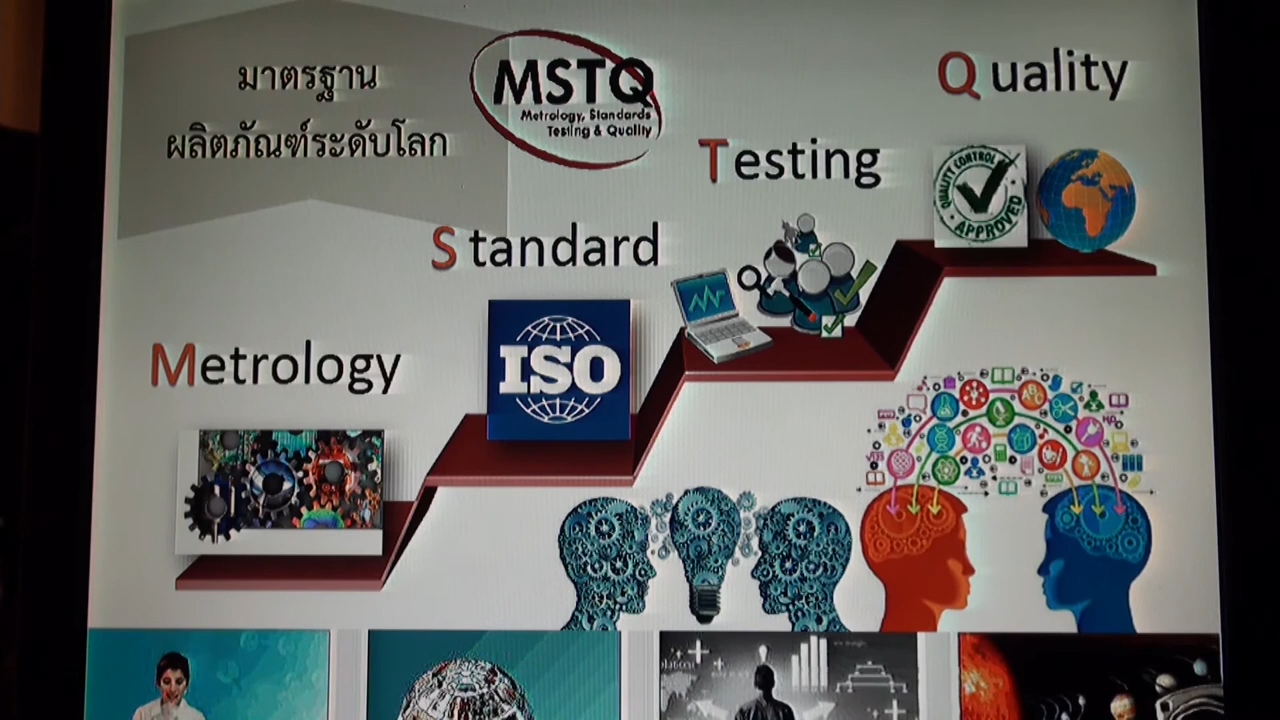 มาตรฐาน
ผลิตภัณฑ์ระดับโลก
MSTQ
Metrology, Standards
Testing & Quality
Quality
Testing
Standard
Metrology
ISO
QUALITY CONTROL
APPROVED